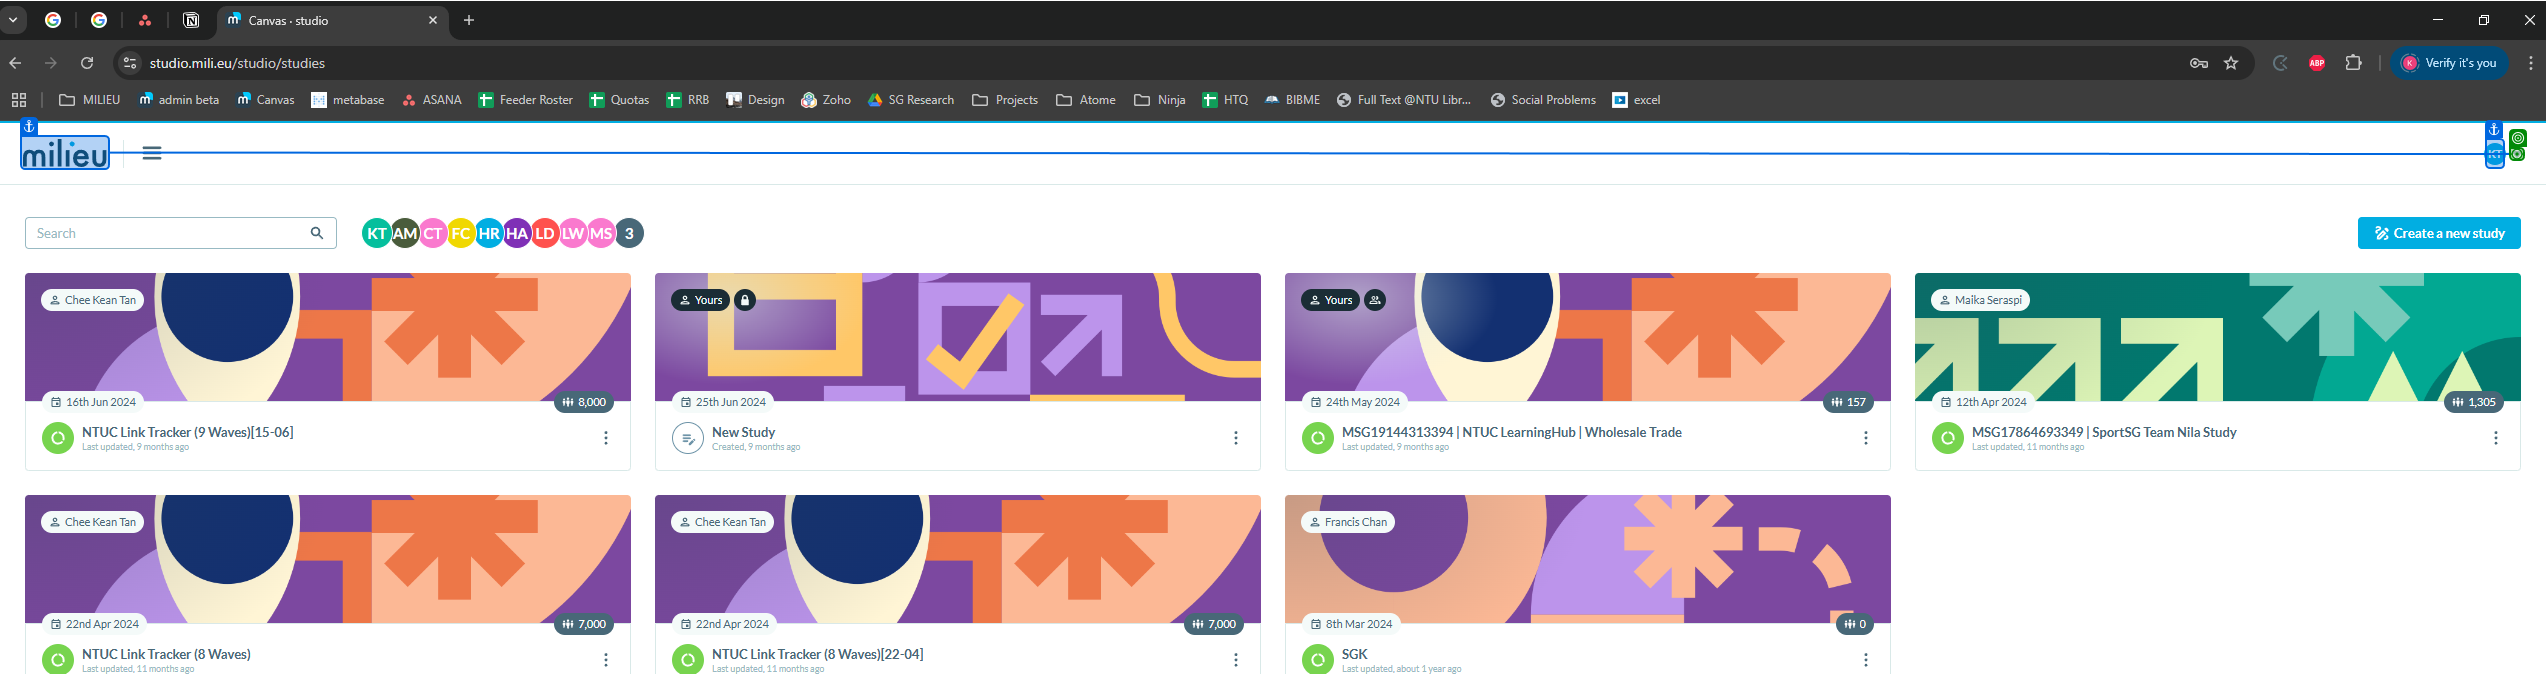 Canvas · studio
studio.mili.eu/studio/studies
ABP
K
Verify it's you
MILIEU
admin beta
Canvas
metabase
ASANA
Feeder Roster
Quotas
RRB
Design
Zoho
SG Research
Projects
Atome
Ninja
HTQ
BIBME
Full Text @NTU Libr...
Social Problems
excel
milieu
KT
Search
KT AM CT FC HR HA LD LW MS 3
Create a new study
Chee Kean Tan
16th Jun 2024
8,000
NTUC Link Tracker (9 Waves)[15-06]
Last updated, 9 months ago
Yours
25th Jun 2024
New Study
Created, 9 months ago
Yours
24th May 2024
157
MSG19144313394 | NTUC LearningHub | Wholesale Trade
Last updated, 9 months ago
Maika Seraspi
12th Apr 2024
1,305
MSG17864693349 | SportSG Team Nila Study
Last updated, 11 months ago
Chee Kean Tan
22nd Apr 2024
7,000
NTUC Link Tracker (8 Waves)
Last updated, 11 months ago
Chee Kean Tan
22nd Apr 2024
7,000
NTUC Link Tracker (8 Waves)[22-04]
Last updated, 11 months ago
Francis Chan
8th Mar 2024
0
SGK
Last updated, about 1 year ago